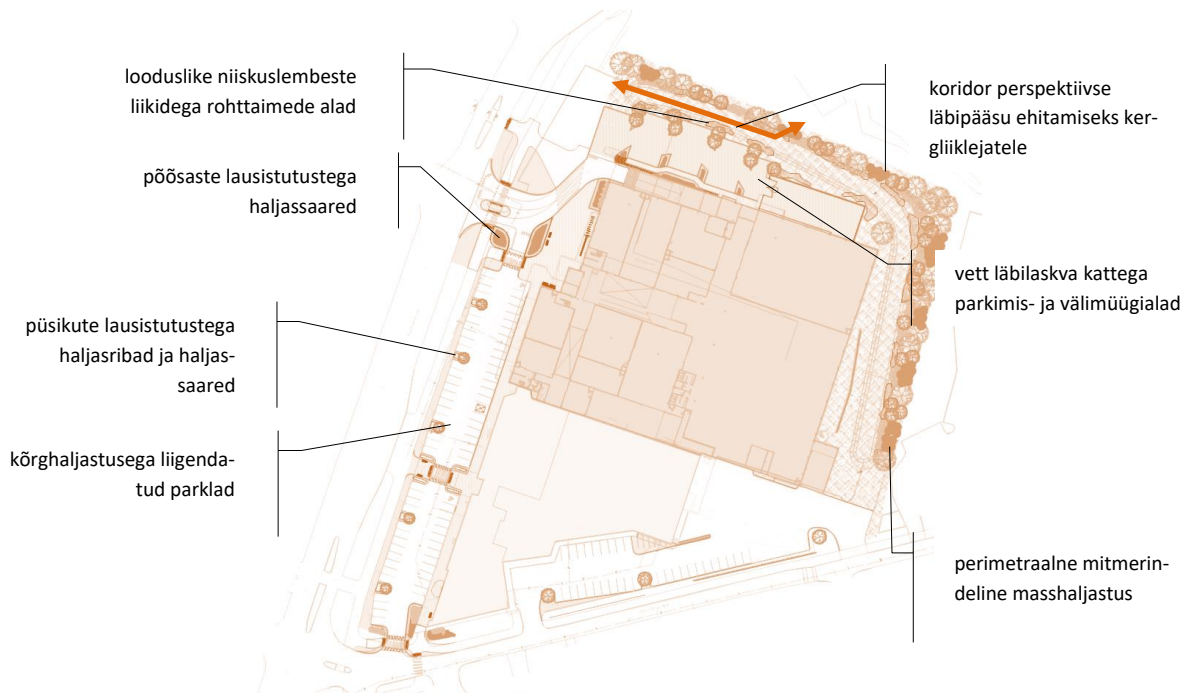 looduslike niiskuslembeste
liikidega rohttaimede alad
põõsaste lausistutustega
haljassaared
püsikute lausistutustega
haljasribad ja haljas-
saared
kõrghaljastusega liigenda-
tud parklad
koridor perspektiivse
läbipääsu ehitamiseks ker-
gliiklejatele
vett läbilaskva kattega
parkimis- ja välimüügialad
perimetraalne mitmerin-
deline masshaljastus